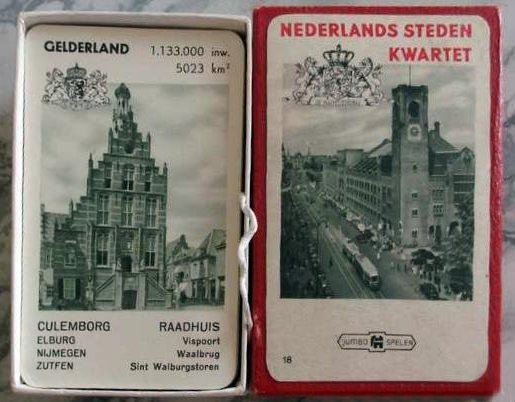 GELDERLAND 1.133.000 inw.
5023 km²
CULEMBORG RAADHUIS
ELBURG Vispoort
NIJMEGEN Waalbrug
ZUTFEN Sint Walburgstoren
NEDERLANDS STEDEN
KWARTET
JUMBO SPELEN
18